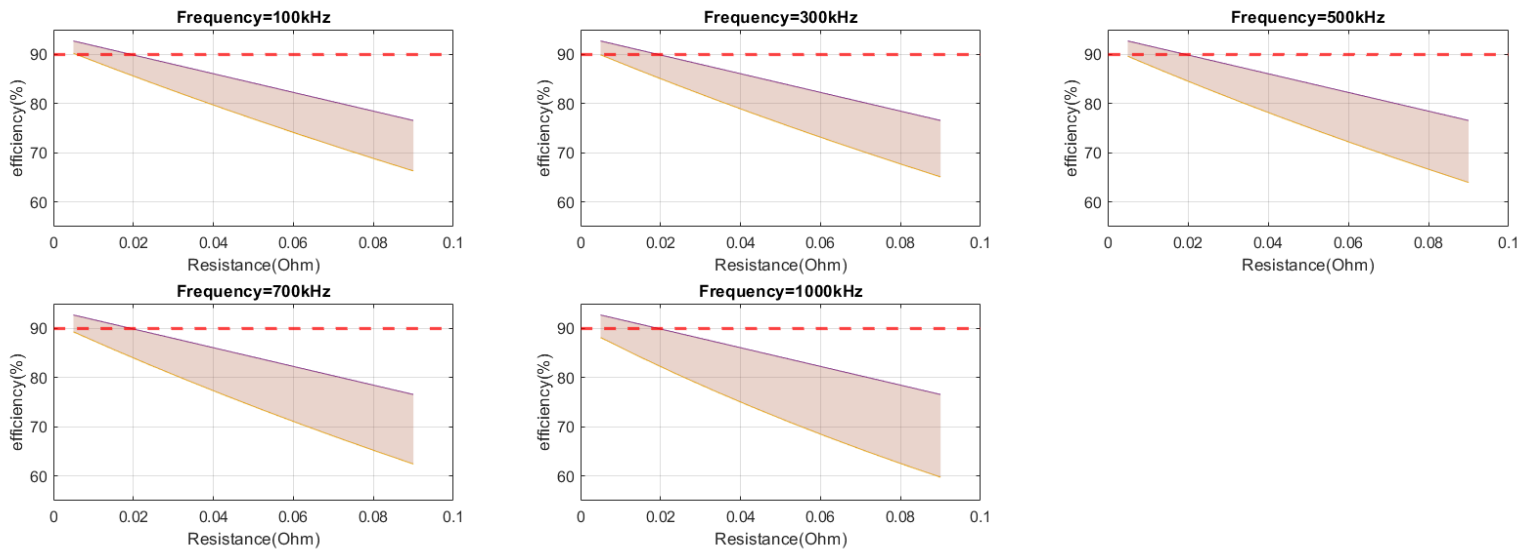 Frequency=100kHz
efficiency(%)
90
80
70
60
0 0.02 0.04 0.06 0.08 0.1
Resistance(Ohm)
Frequency=300kHz
efficiency(%)
90
80
70
60
0 0.02 0.04 0.06 0.08 0.1
Resistance(Ohm)
Frequency=500kHz
efficiency(%)
90
80
70
60
0 0.02 0.04 0.06 0.08 0.1
Resistance(Ohm)
Frequency=700kHz
efficiency(%)
90
80
70
60
0 0.02 0.04 0.06 0.08 0.1
Resistance(Ohm)
Frequency=1000kHz
efficiency(%)
90
80
70
60
0 0.02 0.04 0.06 0.08 0.1
Resistance(Ohm)